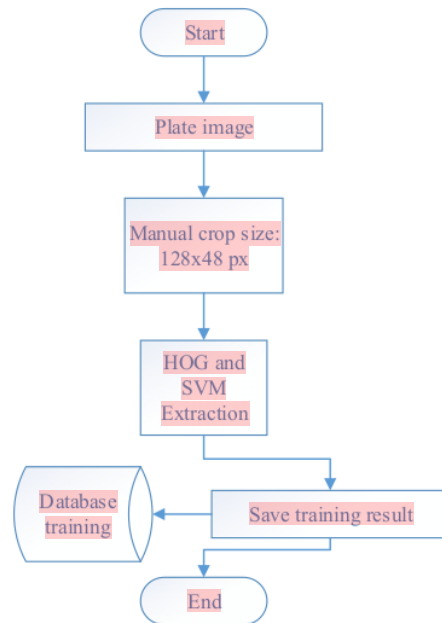 Start
Plate image
Manual crop size:
128x48 px
HOG and
SVM
Extraction
Database
training
Save training result
End